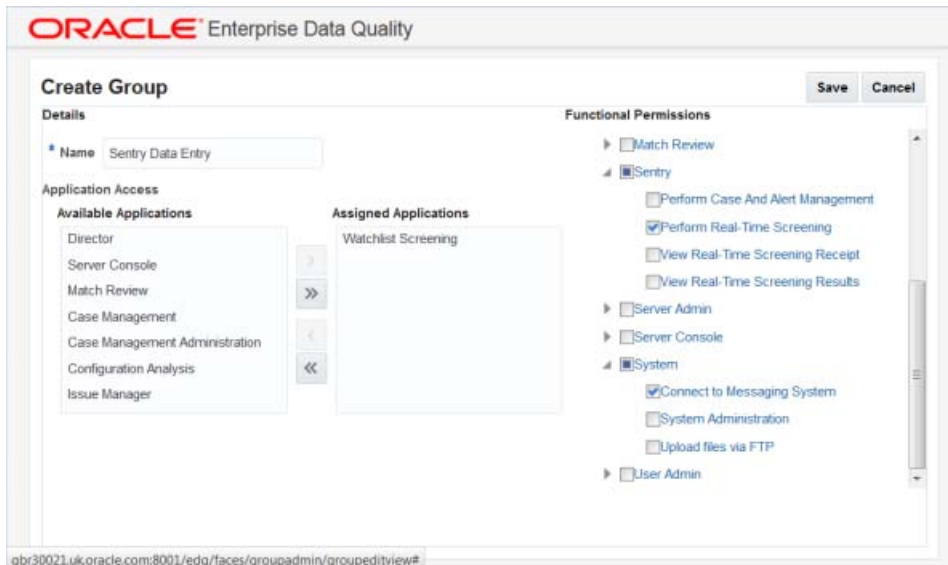 ORACLE Enterprise Data Quality
Create Group
Save
Cancel
Details
* Name
Sentry Data Entry
Application Access
Available Applications
Director
Server Console
Match Review
Case Management
Case Management Administration
Configuration Analysis
Issue Manager
>
»
<
«
Assigned Applications
Watchlist Screening
Functional Permissions
Match Review
Sentry
Perform Case And Alert Management
Perform Real-Time Screening
View Real-Time Screening Receipt
View Real-Time Screening Results
Server Admin
Server Console
System
Connect to Messaging System
System Administration
Upload files via FTP
User Admin
gbr30021.uk.oracle.com:8001/edq/faces/groupadmin/groupeditview#